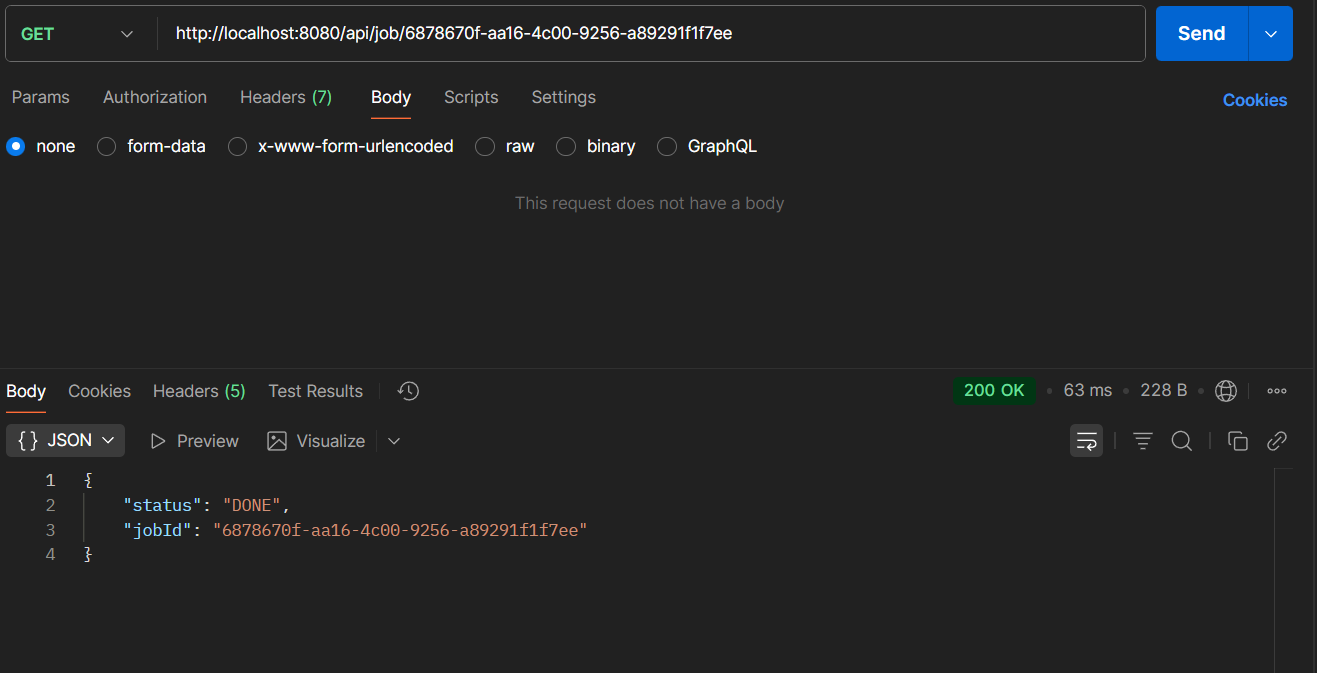 GET http://localhost:8080/api/job/6878670f-aa16-4c00-9256-a89291f1f7ee Send
Params Authorization Headers (7) Body Scripts Settings Cookies
none form-data x-www-form-urlencoded raw binary GraphQL
This request does not have a body
Body Cookies Headers (5) Test Results 200 OK • 63 ms • 228 B •
{} JSON Preview Visualize
1 {
2 "status": "DONE",
3 "jobId": "6878670f-aa16-4c00-9256-a89291f1f7ee"
4 }